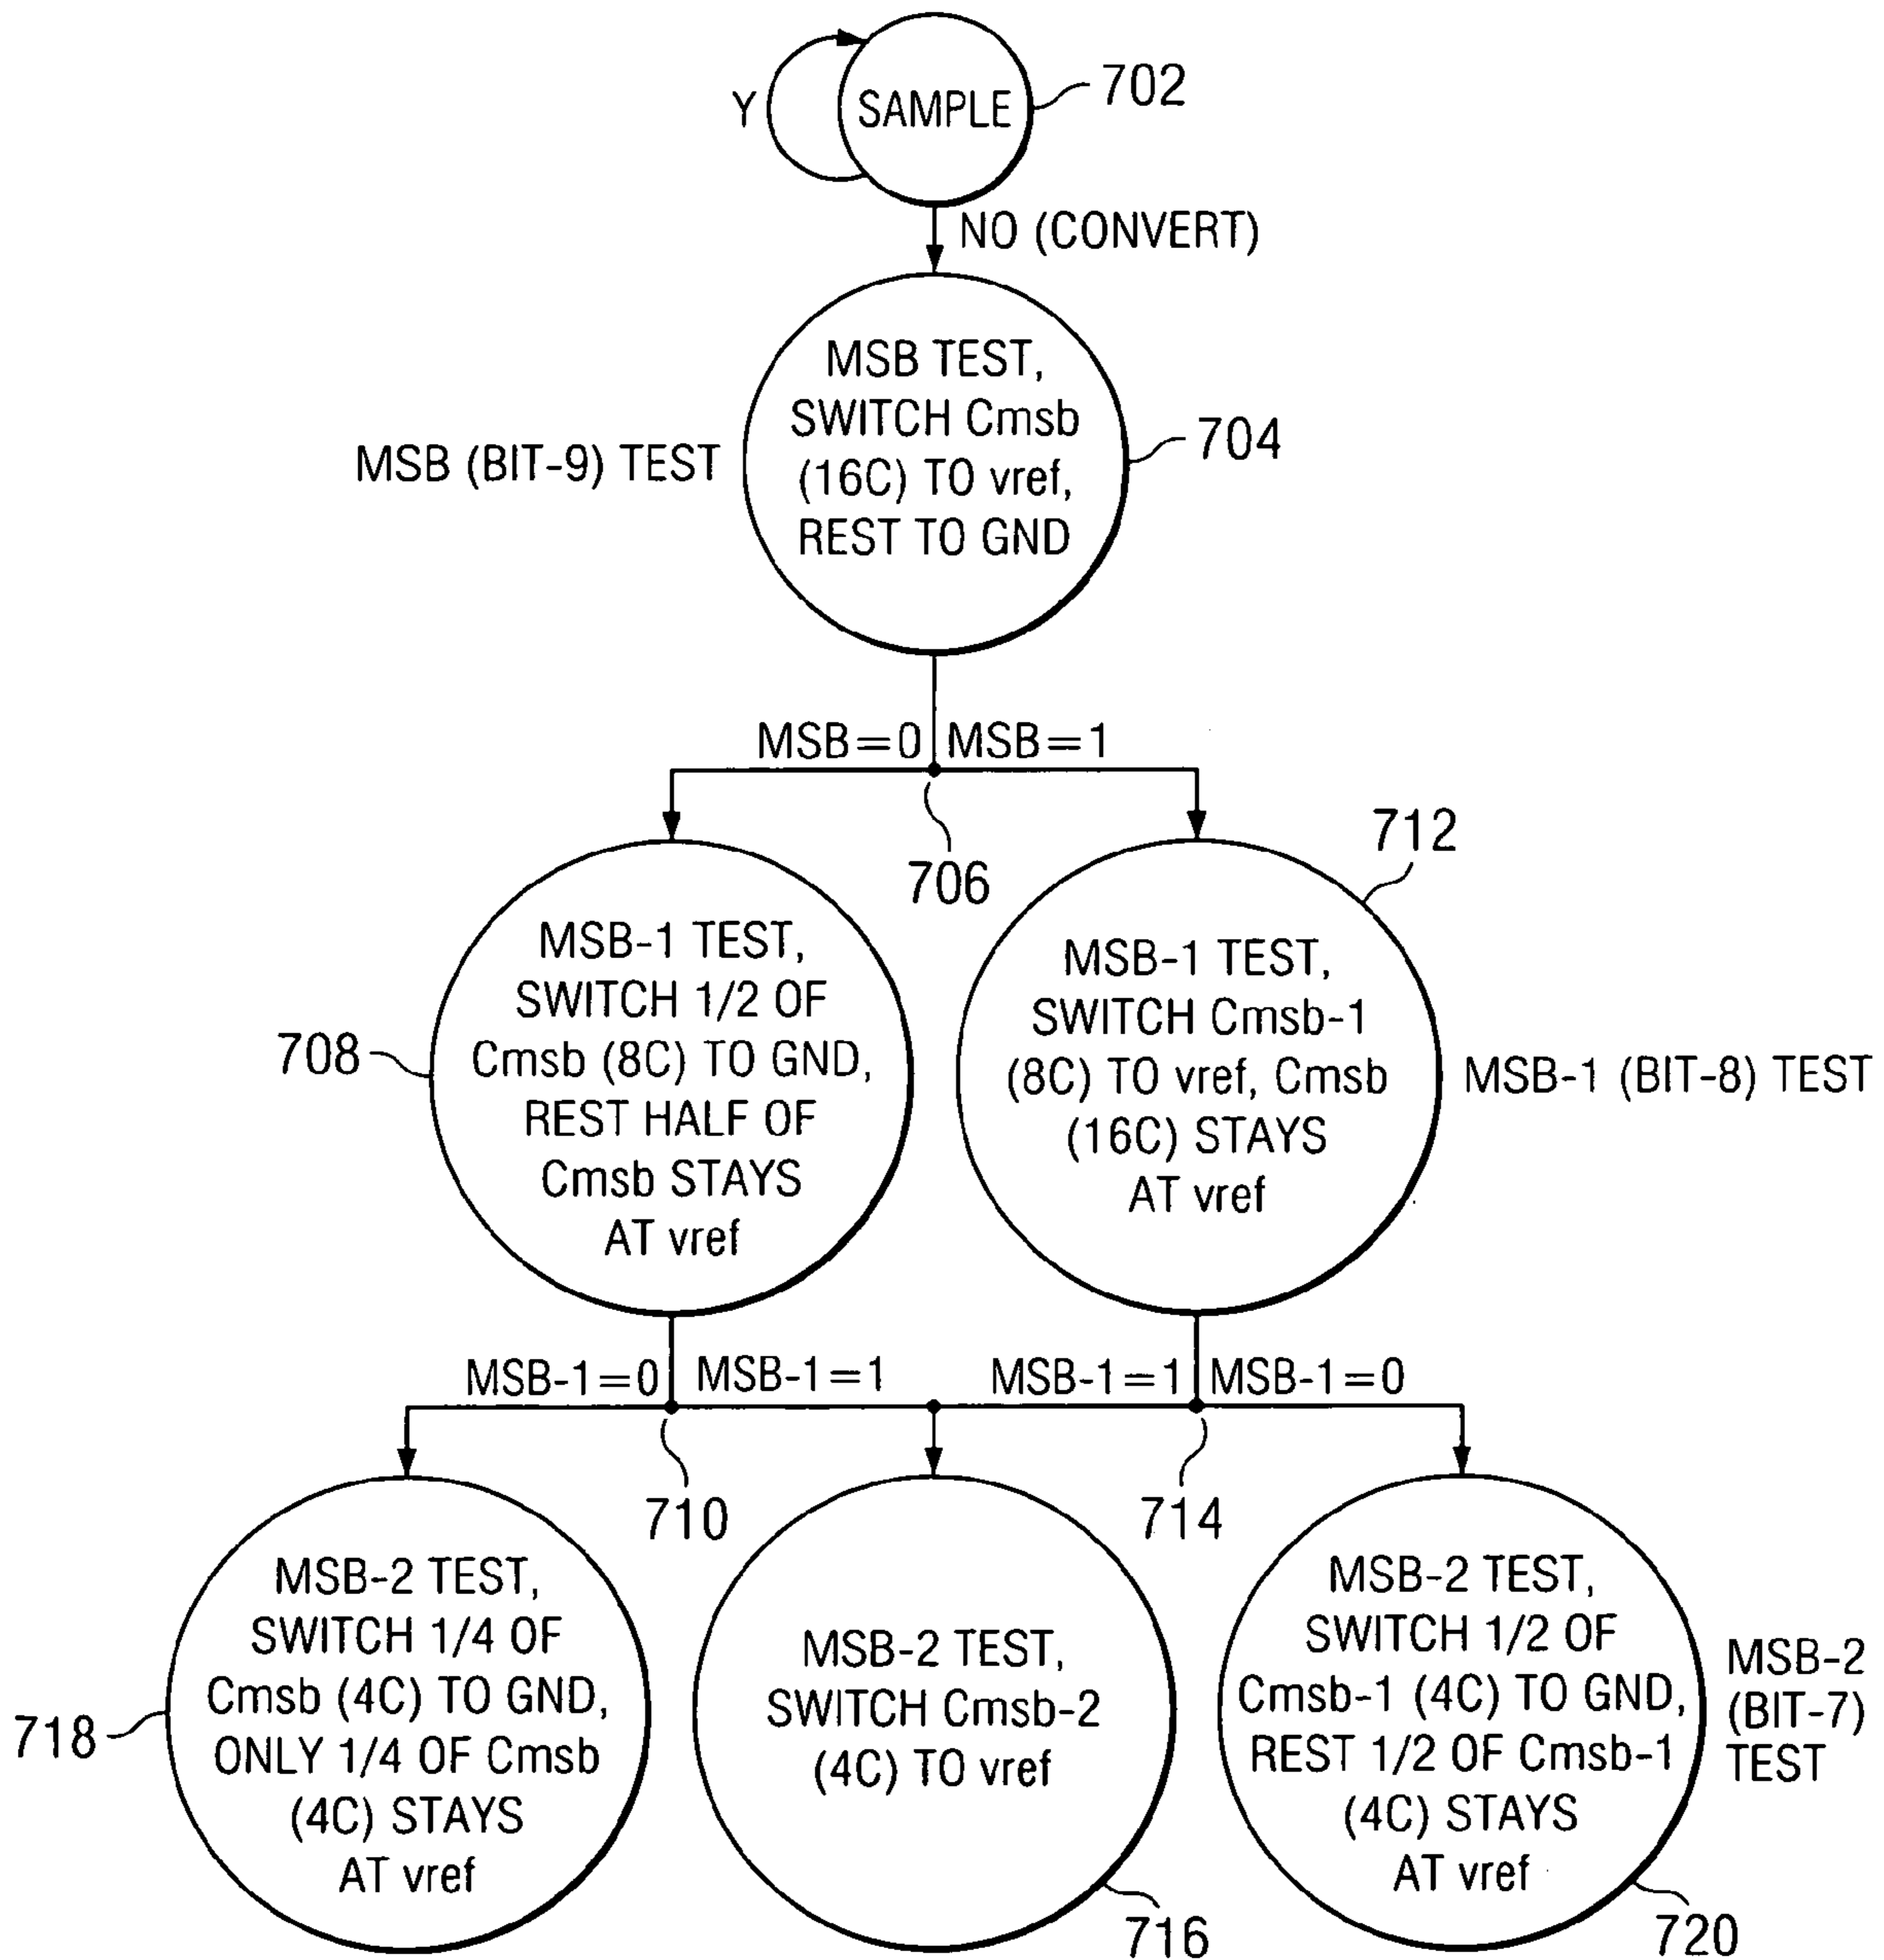 Y
SAMPLE
702
NO (CONVERT)
MSB TEST,
SWITCH Cmsb
(16C) TO vref,
REST TO GND
704
MSB (BIT-9) TEST
MSB=0
MSB=1
706
712
708
MSB-1 TEST,
SWITCH 1/2 OF
Cmsb (8C) TO GND,
REST HALF OF
Cmsb STAYS
AT vref
MSB-1 TEST,
SWITCH Cmsb-1
(8C) TO vref, Cmsb
(16C) STAYS
AT vref
MSB-1 (BIT-8) TEST
MSB-1=0
MSB-1=1
MSB-1=1
MSB-1=0
710
714
718
MSB-2 TEST,
SWITCH 1/4 OF
Cmsb (4C) TO GND,
ONLY 1/4 OF Cmsb
(4C) STAYS
AT vref
MSB-2 TEST,
SWITCH Cmsb-2
(4C) TO vref
716
MSB-2 TEST,
SWITCH 1/2 OF
Cmsb-1 (4C) TO GND,
REST 1/2 OF Cmsb-1
(4C) STAYS
AT vref
720
MSB-2
(BIT-7)
TEST